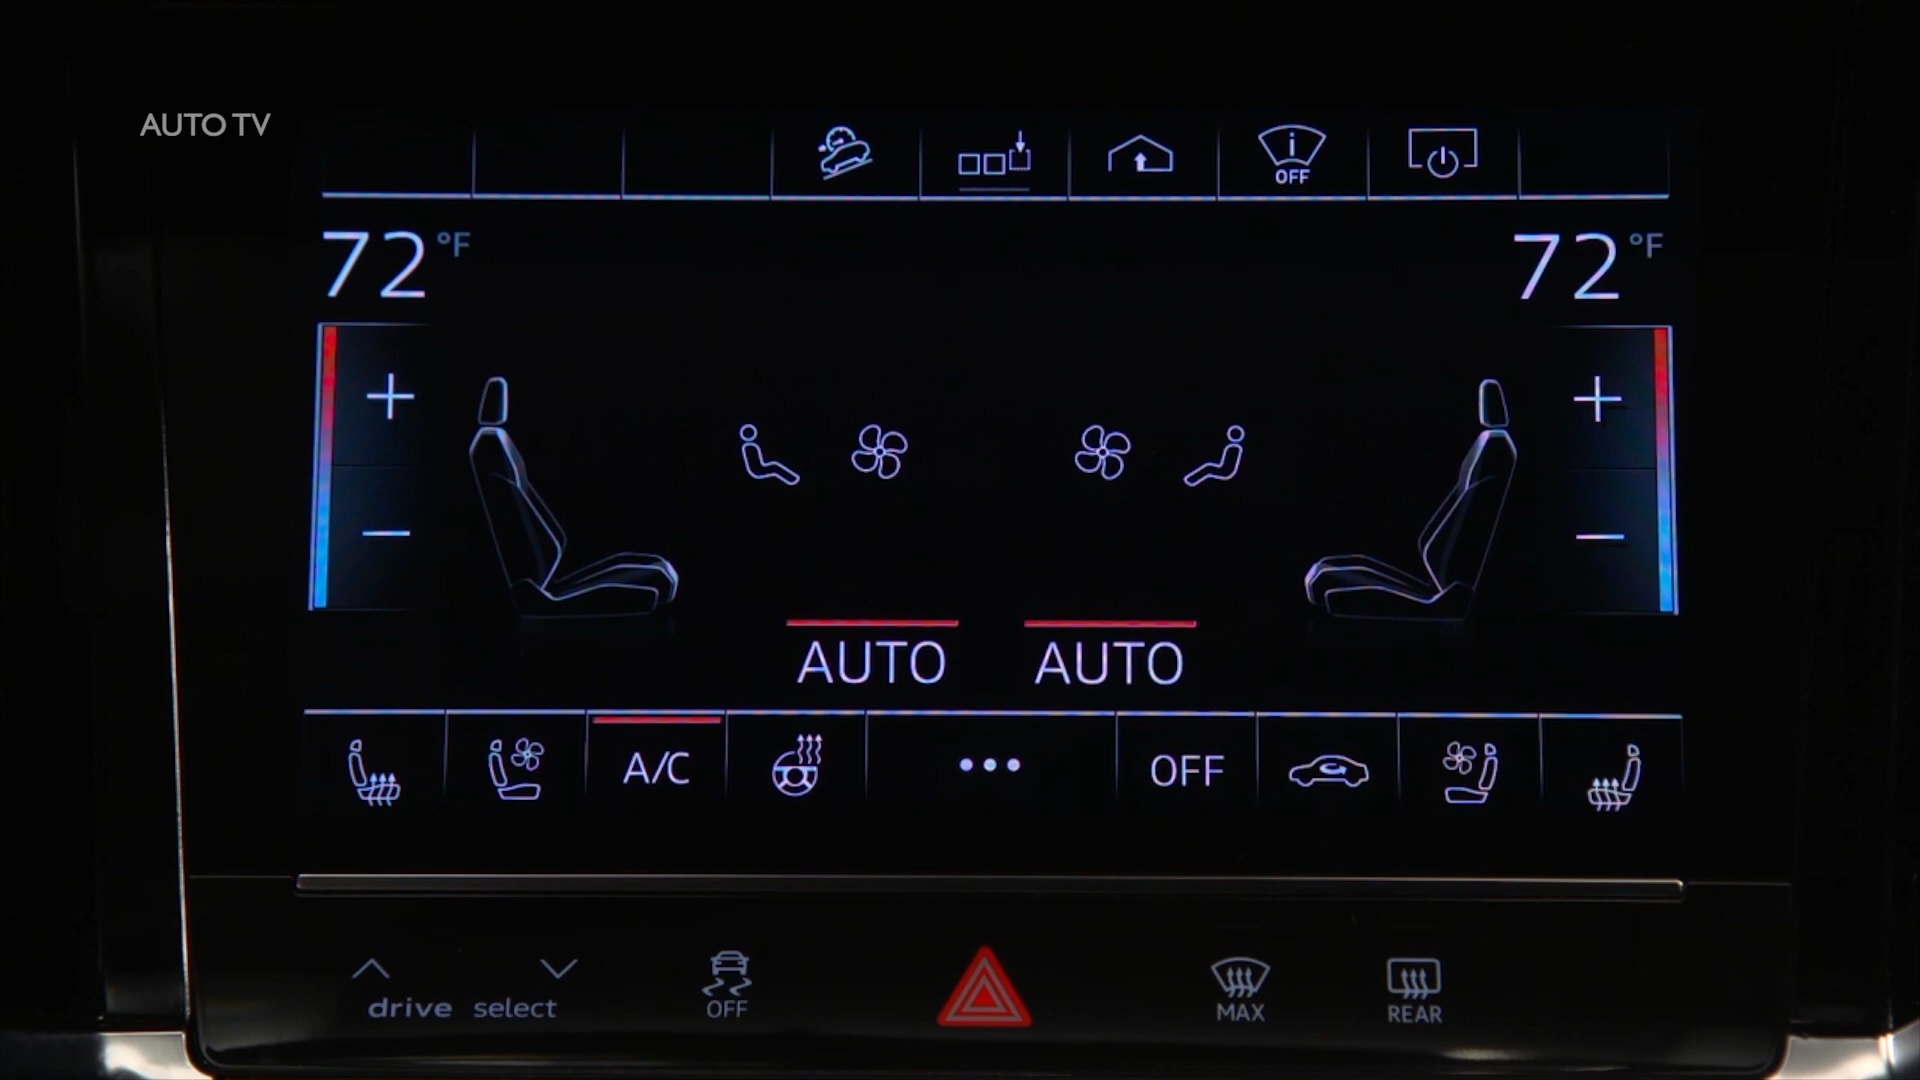 AUTO TV
i
OFF
72 °F
72 °F
AUTO AUTO
A/C
OFF
drive select
OFF
MAX
REAR